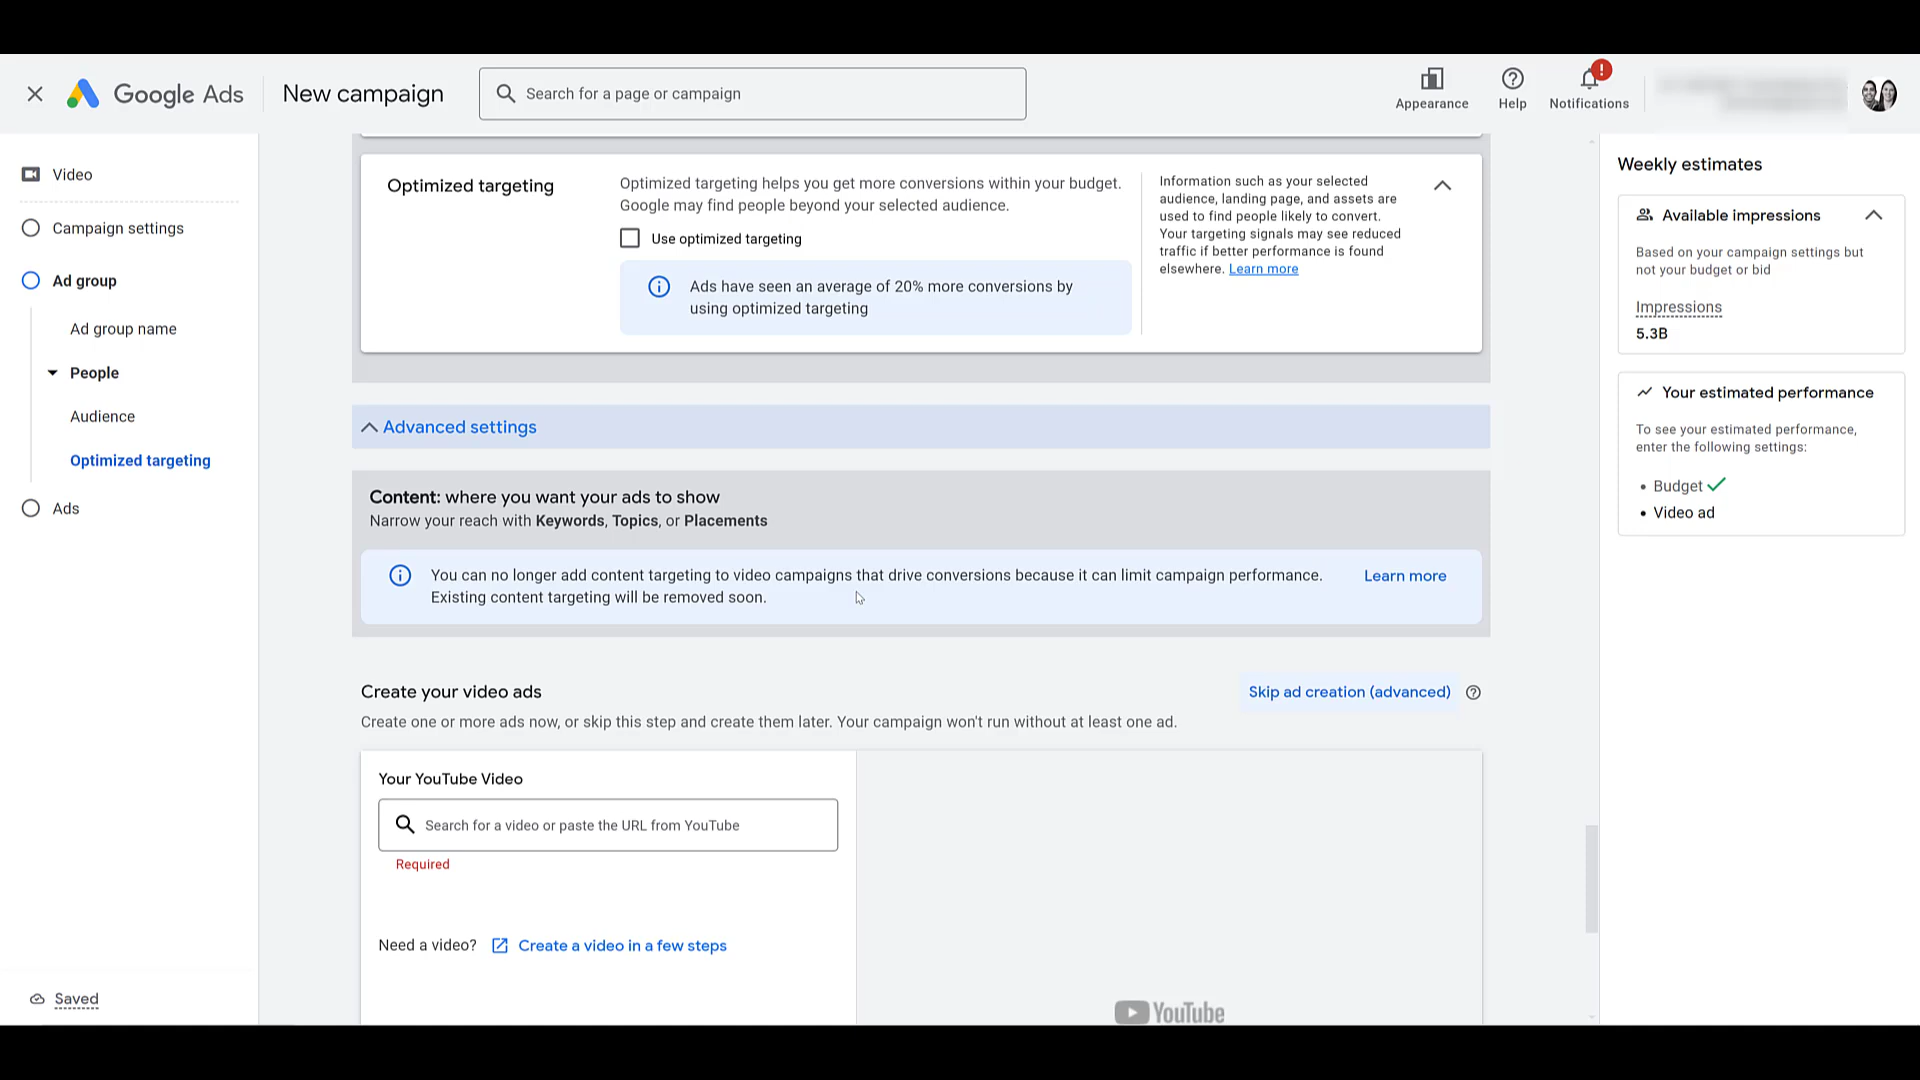 Google Ads
New campaign
Search for a page or campaign
Appearance
Help
Notifications
!
Video
Campaign settings
Ad group
Ad group name
People
Audience
Optimized targeting
Ads
Saved
Optimized targeting
Optimized targeting helps you get more conversions within your budget.
Google may find people beyond your selected audience.
Use optimized targeting
Ads have seen an average of 20% more conversions by
using optimized targeting
Information such as your selected
audience, landing page, and assets are
used to find people likely to convert.
Your targeting signals may see reduced
traffic if better performance is found
elsewhere. Learn more
Advanced settings
Content: where you want your ads to show
Narrow your reach with Keywords, Topics, or Placements
You can no longer add content targeting to video campaigns that drive conversions because it can limit campaign performance.
Existing content targeting will be removed soon.
Learn more
Create your video ads
Skip ad creation (advanced)
Create one or more ads now, or skip this step and create them later. Your campaign won't run without at least one ad.
Your YouTube Video
Search for a video or paste the URL from YouTube
Required
Need a video? Create a video in a few steps
YouTube
Weekly estimates
Available impressions
Based on your campaign settings but
not your budget or bid
Impressions
5.3B
Your estimated performance
To see your estimated performance,
enter the following settings:
• Budget
• Video ad